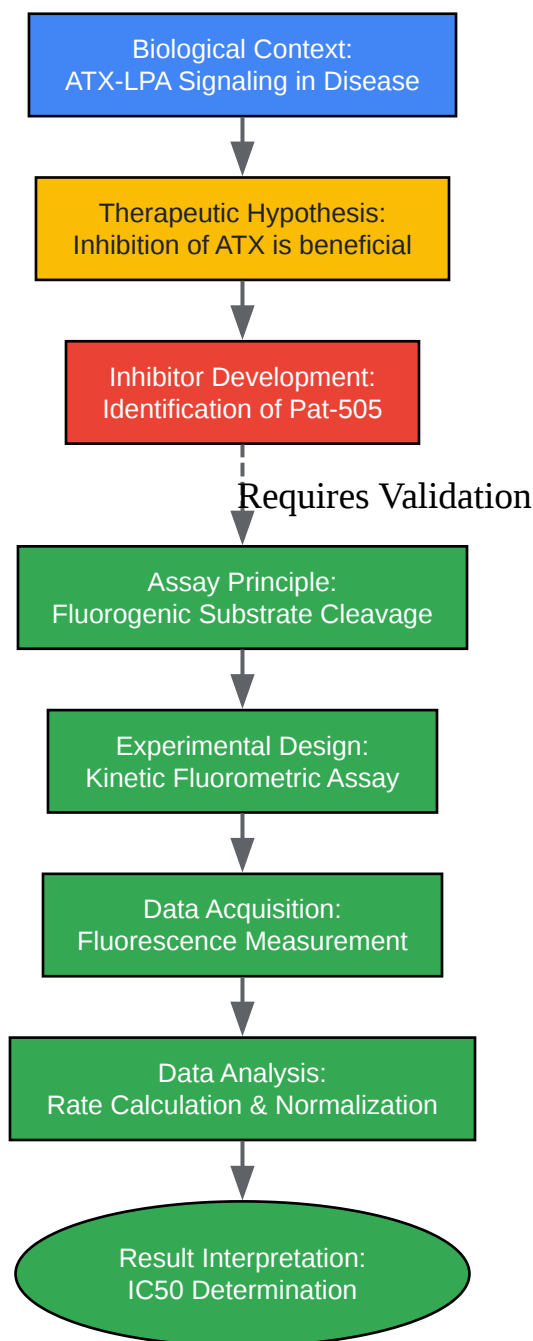 Biological Context:
ATX-LPA Signaling in Disease
Therapeutic Hypothesis:
Inhibition of ATX is beneficial
Inhibitor Development:
Identification of Pat-505
Requires Validation
Assay Principle:
Fluorogenic Substrate Cleavage
Experimental Design:
Kinetic Fluorometric Assay
Data Acquisition:
Fluorescence Measurement
Data Analysis:
Rate Calculation & Normalization
Result Interpretation:
IC50 Determination